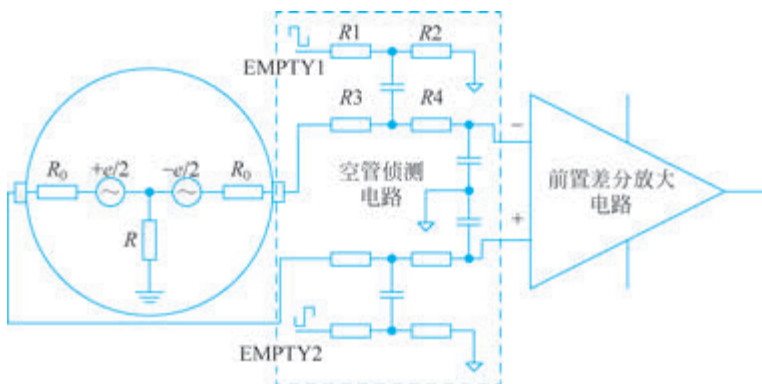 R1
R2
EMPTY1
R3
R4
R₀
+e/2
−e/2
R₀
空管侦测
电路
−
前置差分放大
电路
R
+
EMPTY2